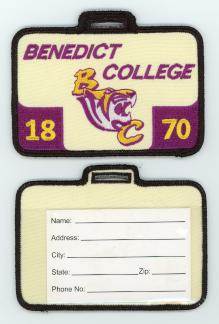 BENEDICT
COLLEGE
B
C
18 70
Name:
Address:
City:
State: Zip:
Phone No: